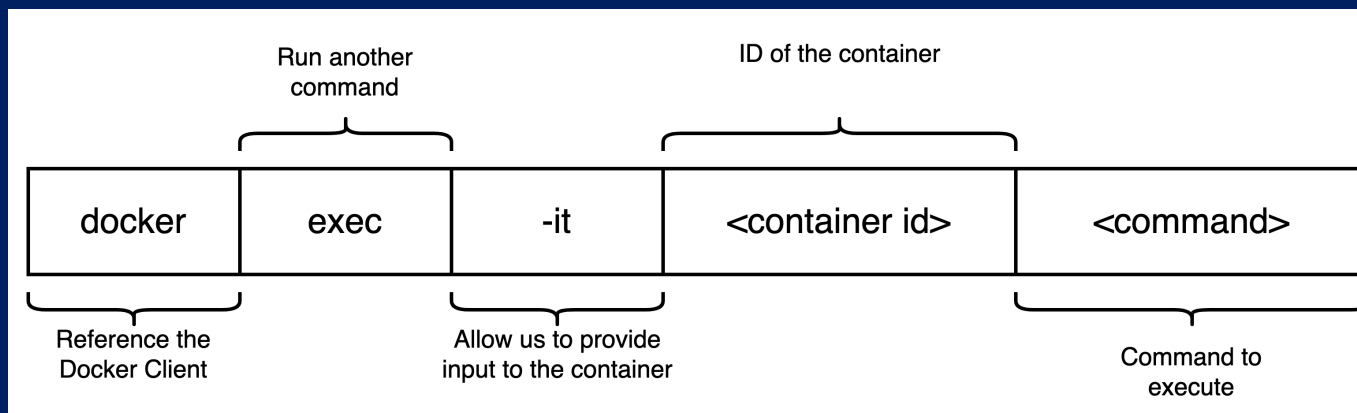 Run another
command
ID of the container
docker
exec
-it
<container id>
<command>
Reference the
Docker Client
Allow us to provide
input to the container
Command to
execute